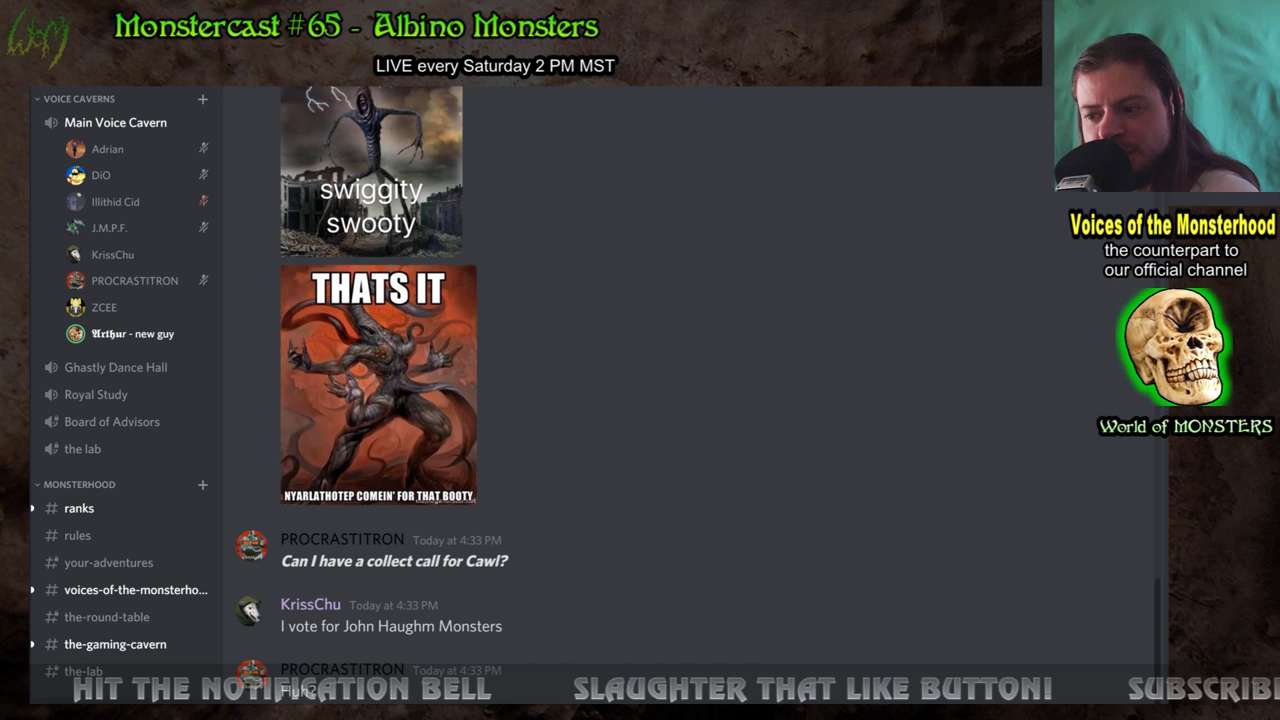 WoM
Monstercast #65 - Albino Monsters
LIVE every Saturday 2 PM MST
VOICE CAVERNS
Main Voice Cavern
Adrian
DiO
Illithid Cid
J.M.P.F.
KrissChu
PROCRASTITRON
ZCEE
𝕬𝖗𝖙𝖍𝖚𝖗 - new guy
Ghastly Dance Hall
Royal Study
Board of Advisors
the lab
MONSTERHOOD
# ranks
# rules
# your-adventures
# voices-of-the-monsterho...
# the-round-table
# the-gaming-cavern
# the-lab
swiggity
swooty
THATS IT
NYARLATHOTEP COMEIN' FOR THAT BOOTY
PROCRASTITRON Today at 4:33 PM
Can I have a collect call for Cawl?
KrissChu Today at 4:33 PM
I vote for John Haughm Monsters
PROCRASTITRON Today at 4:33 PM
Huh?
Voices of the Monsterhood
the counterpart to
our official channel
World of MONSTERS
HIT THE NOTIFICATION BELL SLAUGHTER THAT LIKE BUTTON! SUBSCRIBE